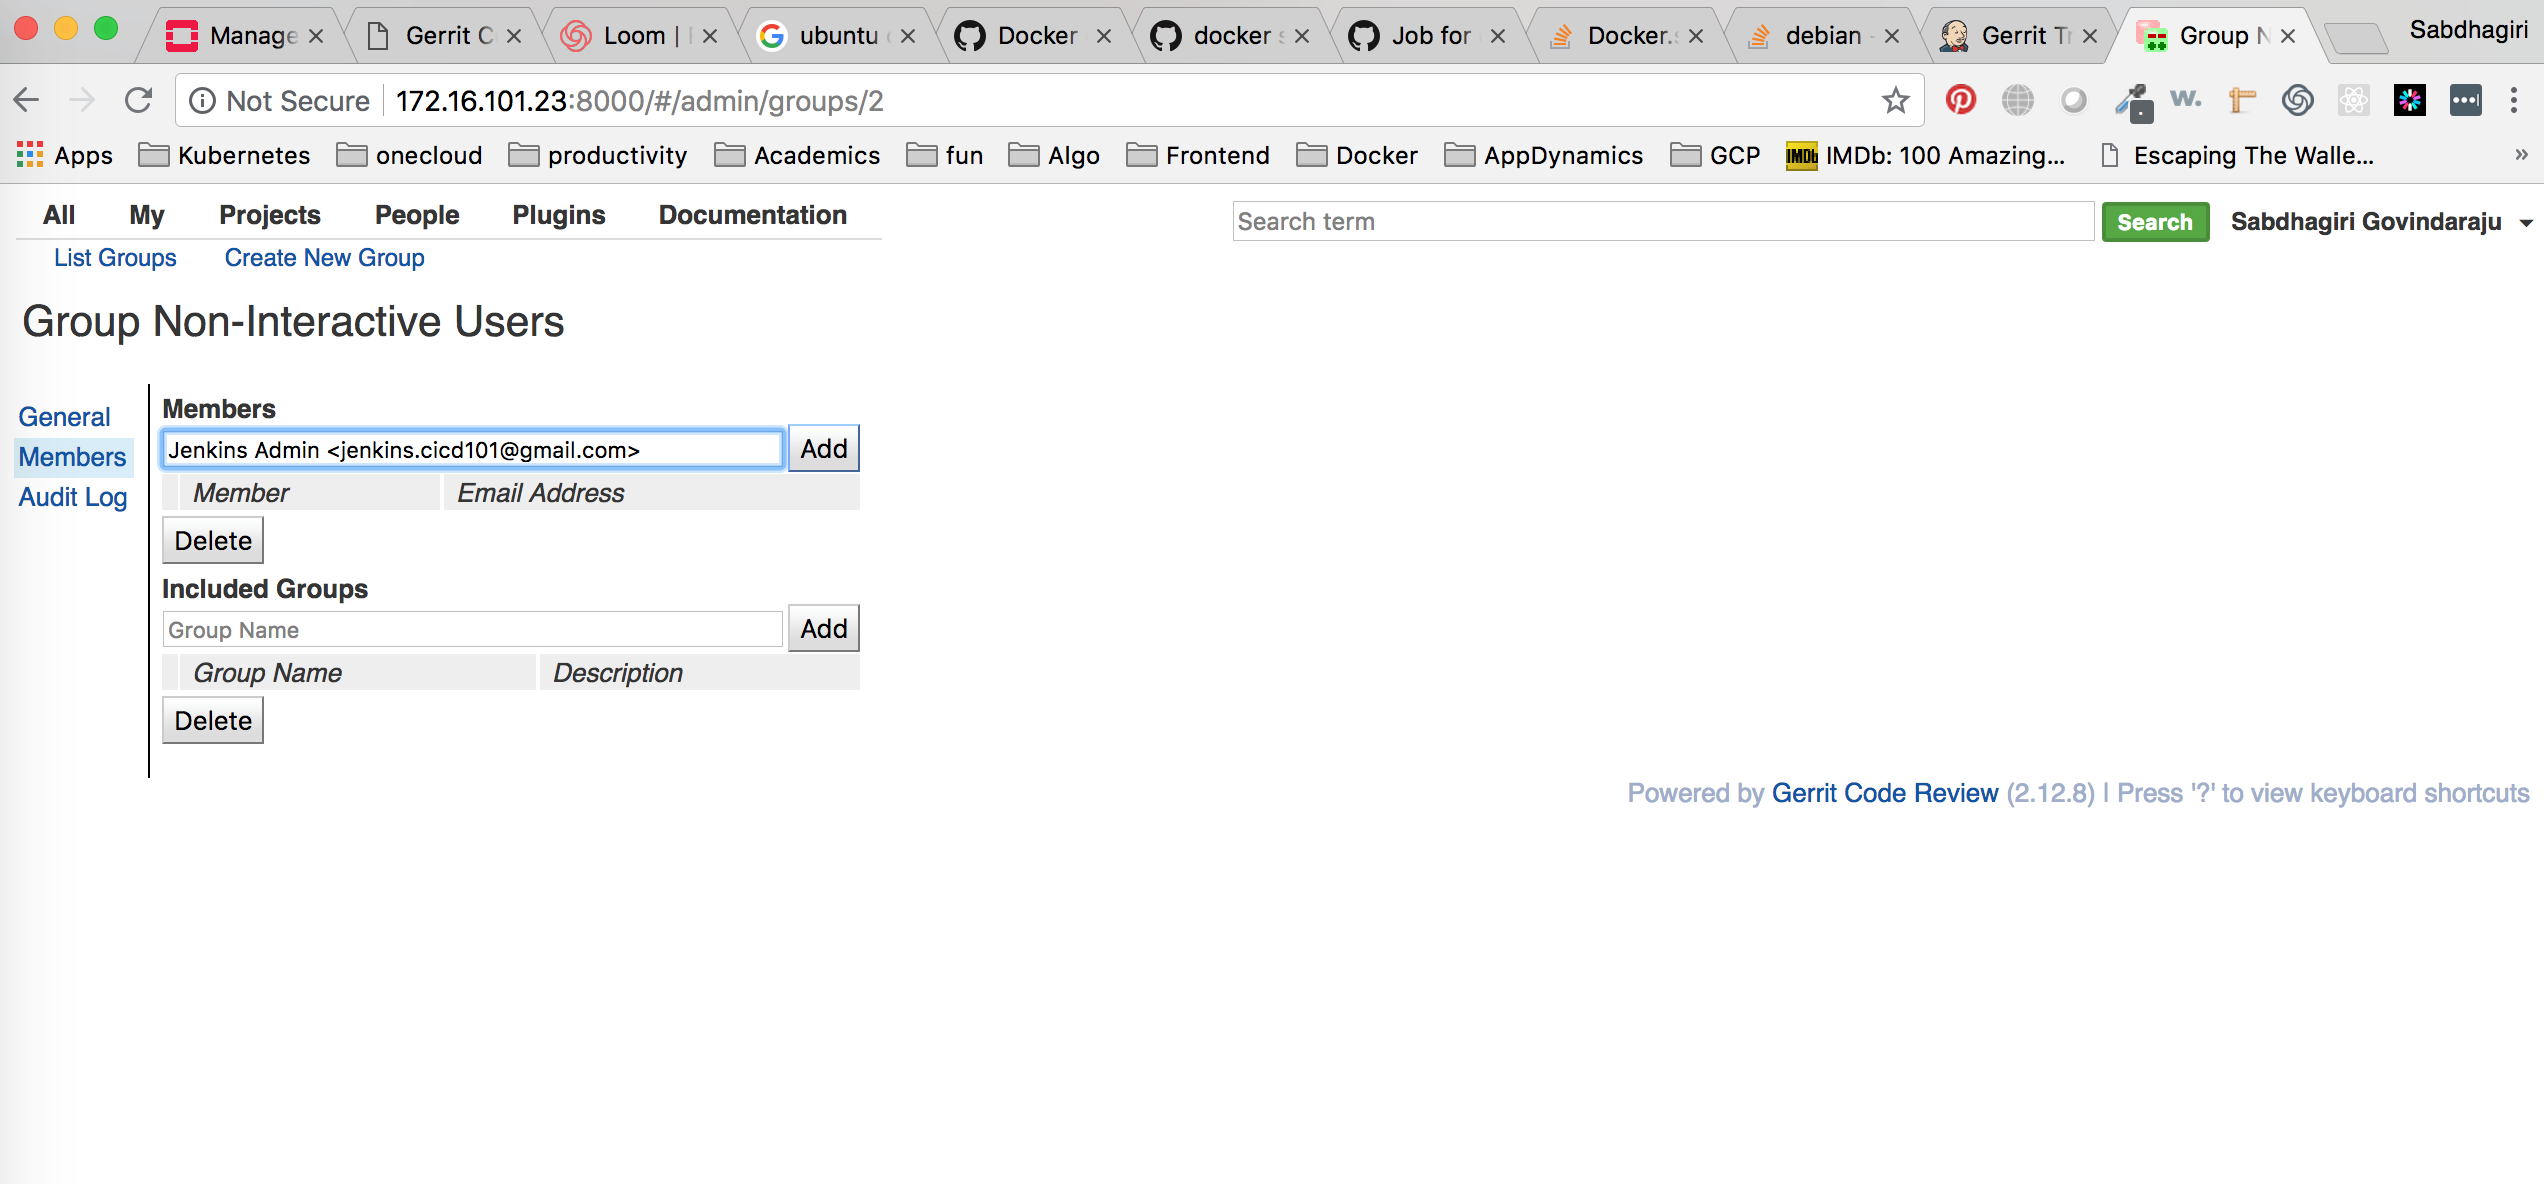 Manage
Gerrit C
Loom |
ubuntu
Docker
docker s
Job for
Docker.
debian
Gerrit Tr
Group N
Sabdhagiri
Not Secure 172.16.101.23:8000/#/admin/groups/2
w.
Apps Kubernetes onecloud productivity Academics fun Algo Frontend Docker AppDynamics GCP IMDb IMDb: 100 Amazing... Escaping The Walle... »
All My Projects People Plugins Documentation
Search term Search Sabdhagiri Govindaraju
List Groups Create New Group
Group Non-Interactive Users
General
Members
Audit Log
Members
Jenkins Admin <jenkins.cicd101@gmail.com> Add
Member Email Address
Delete
Included Groups
Group Name Add
Group Name Description
Delete
Powered by Gerrit Code Review (2.12.8) | Press '?' to view keyboard shortcuts